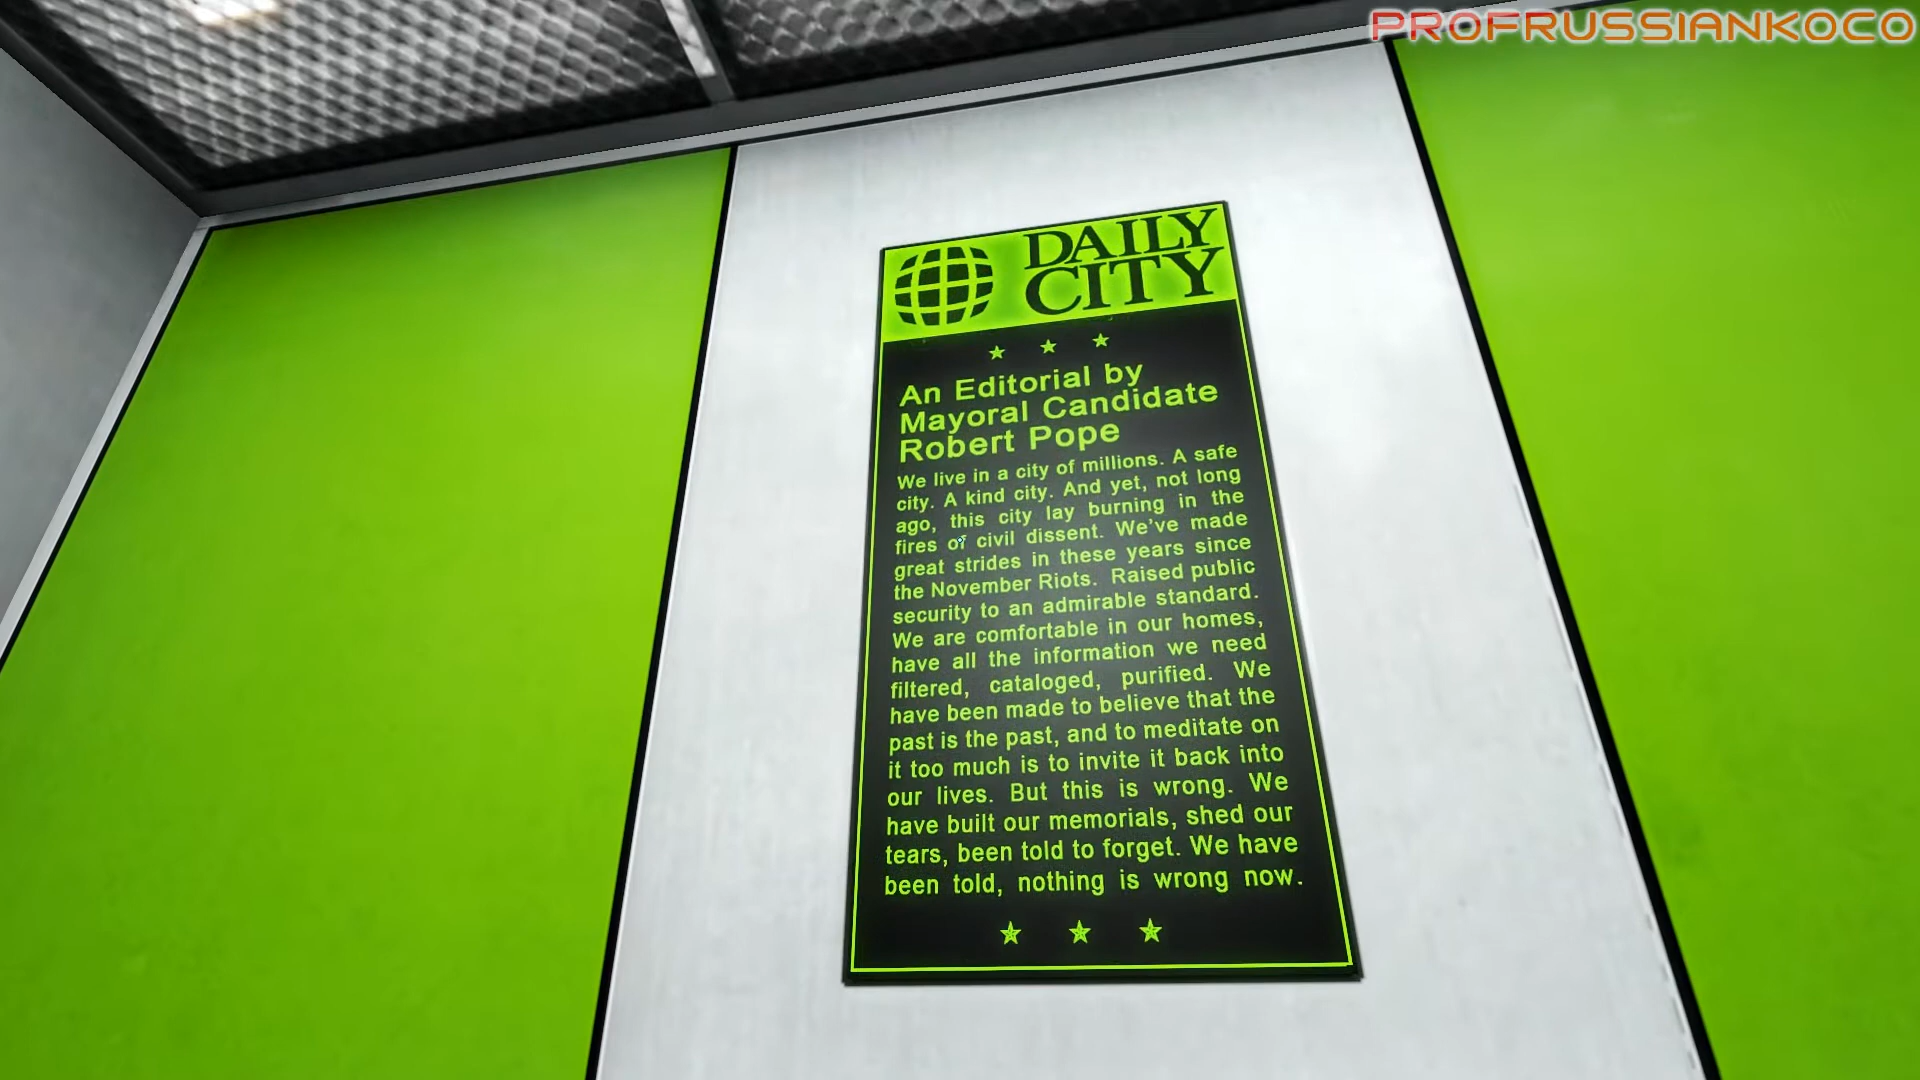 PROFRUSSIANKOCO
DAILY
CITY
An Editorial by
Mayoral Candidate
Robert Pope
We live in a city of millions. A safe
city. A kind city. And yet, not long
ago, this city lay burning in the
fires of civil dissent. We've made
great strides in these years since
the November Riots. Raised public
security to an admirable standard.
We are comfortable in our homes,
have all the information we need
filtered, cataloged, purified. We
have been made to believe that the
past is the past, and to meditate on
it too much is to invite it back into
our lives. But this is wrong. We
have built our memorials, shed our
tears, been told to forget. We have
been told, nothing is wrong now.